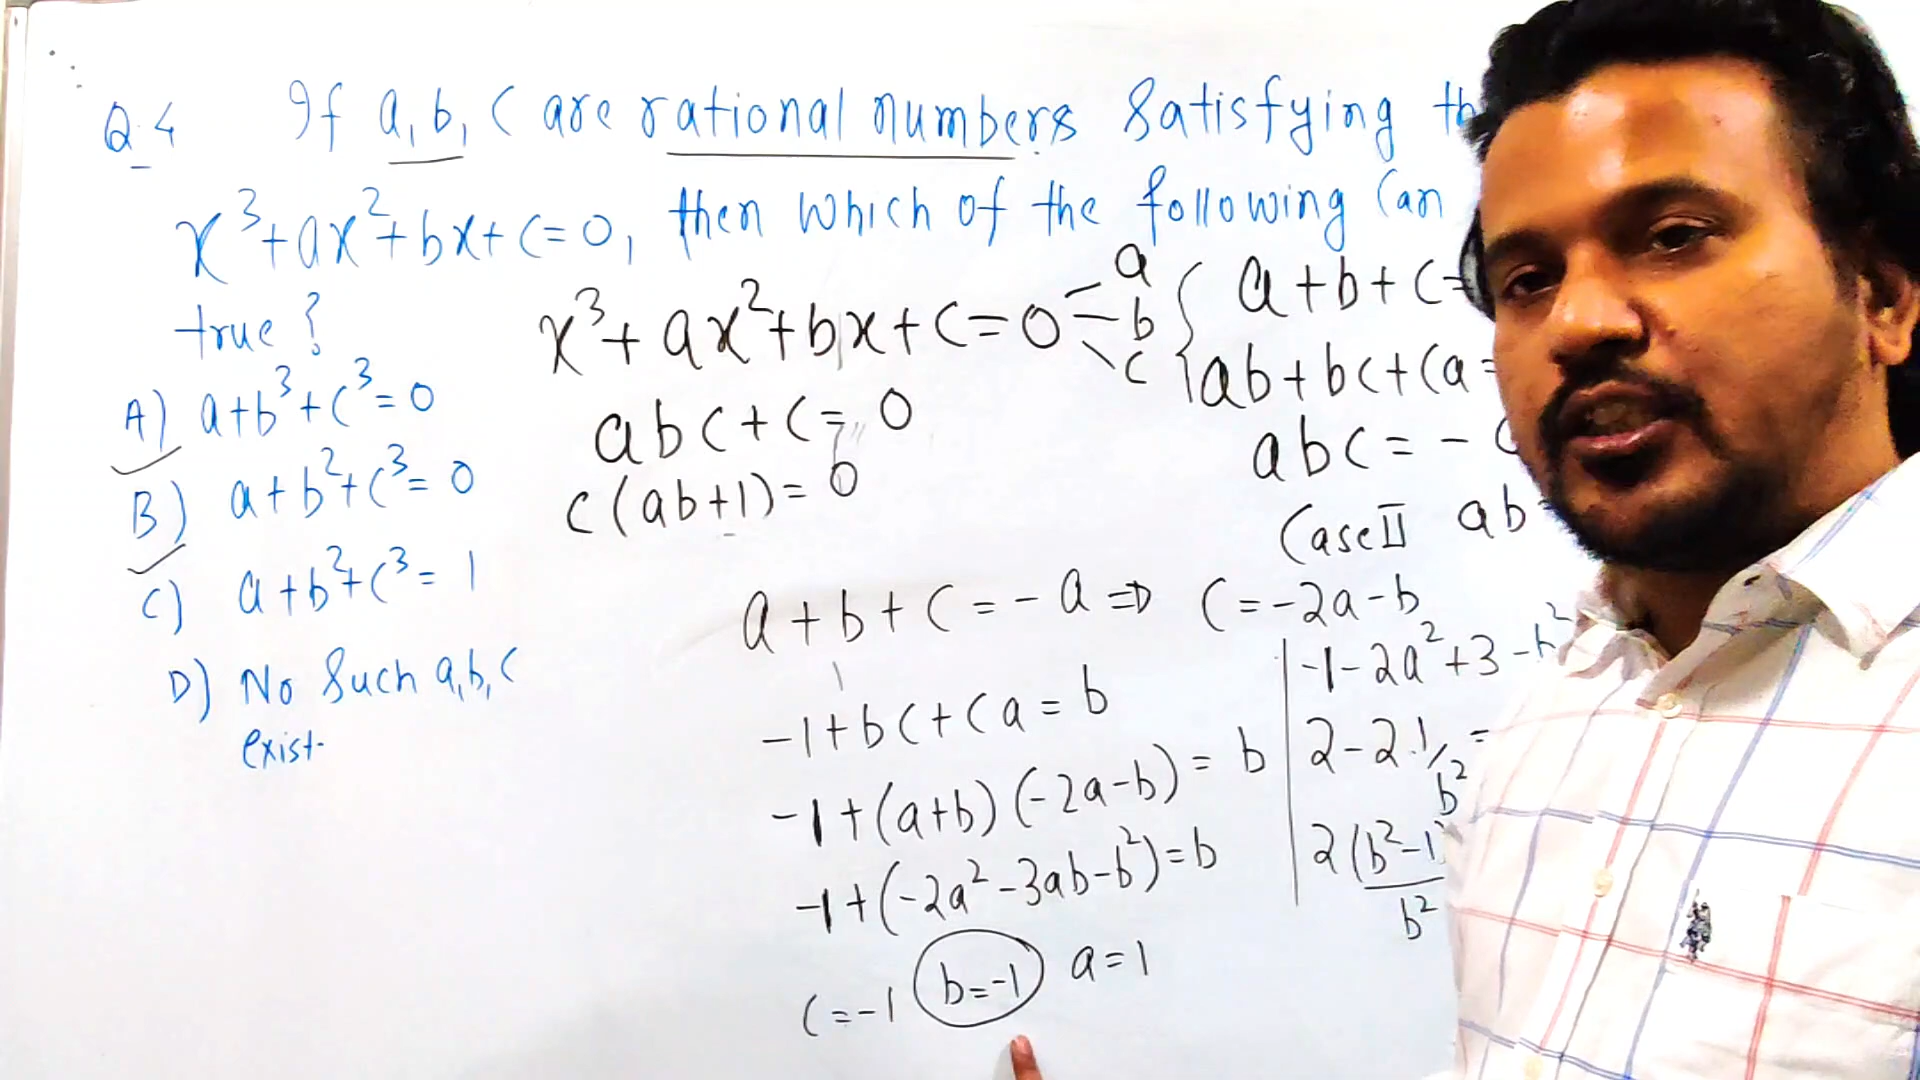 Q.4 If a, b, c are rational numbers satisfying th
x³+ax²+bx+c=0, then which of the following can
true?
A) a+b³+c³=0
B) a+b²+c³=0
C) a+b²+c³=1
D) No such a,b,c
exist.
x³+ax²+bx+c=0
a
b
c
abc+c=0
c(ab+1)=0
a+b+c=
ab+bc+ca=
abc=-c
Case II ab=
a+b+c=-a⇒ c=-2a-b
-1+bc+ca=b
-1+(a+b)(-2a-b)=b
-1+(-2a²-3ab-b²)=b
c=-1 b=-1 a=1
-1-2a²+3-b²
2-2.1/b²=
2(b²-1)
b²